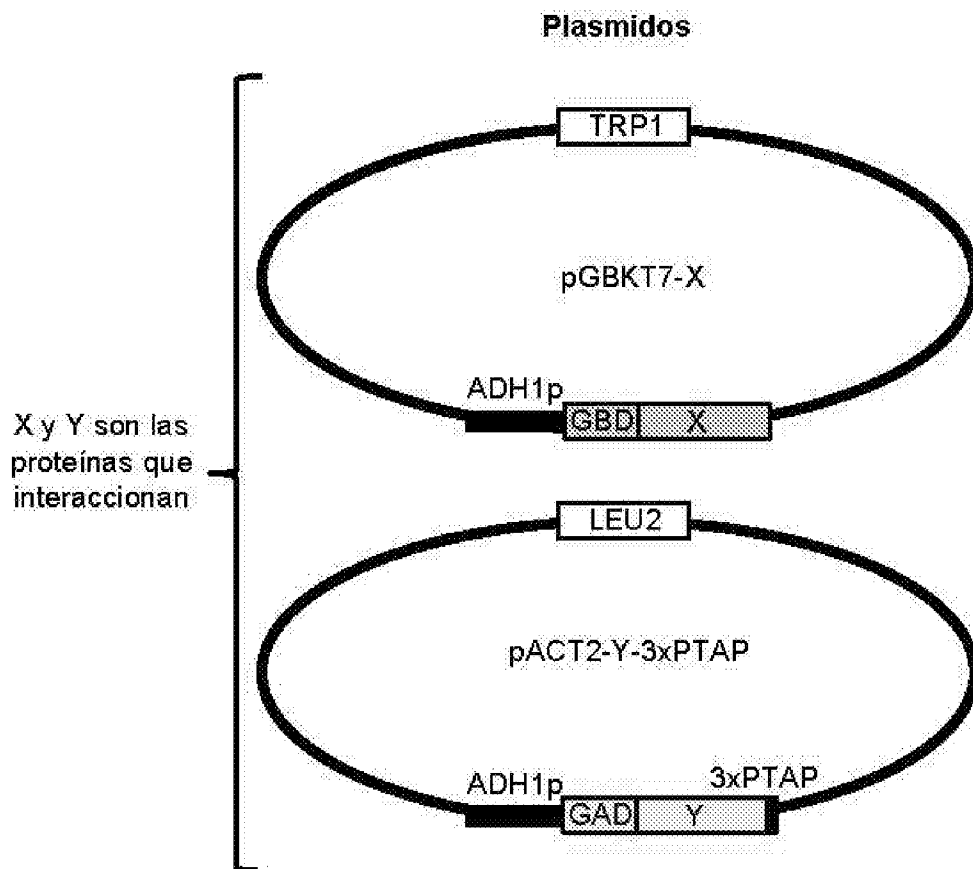 Plasmidos
TRP1
pGBKT7-X
ADH1p
GBD
X
X y Y son las
proteínas que
interaccionan
LEU2
pACT2-Y-3xPTAP
3xPTAP
ADH1p
GAD
Y